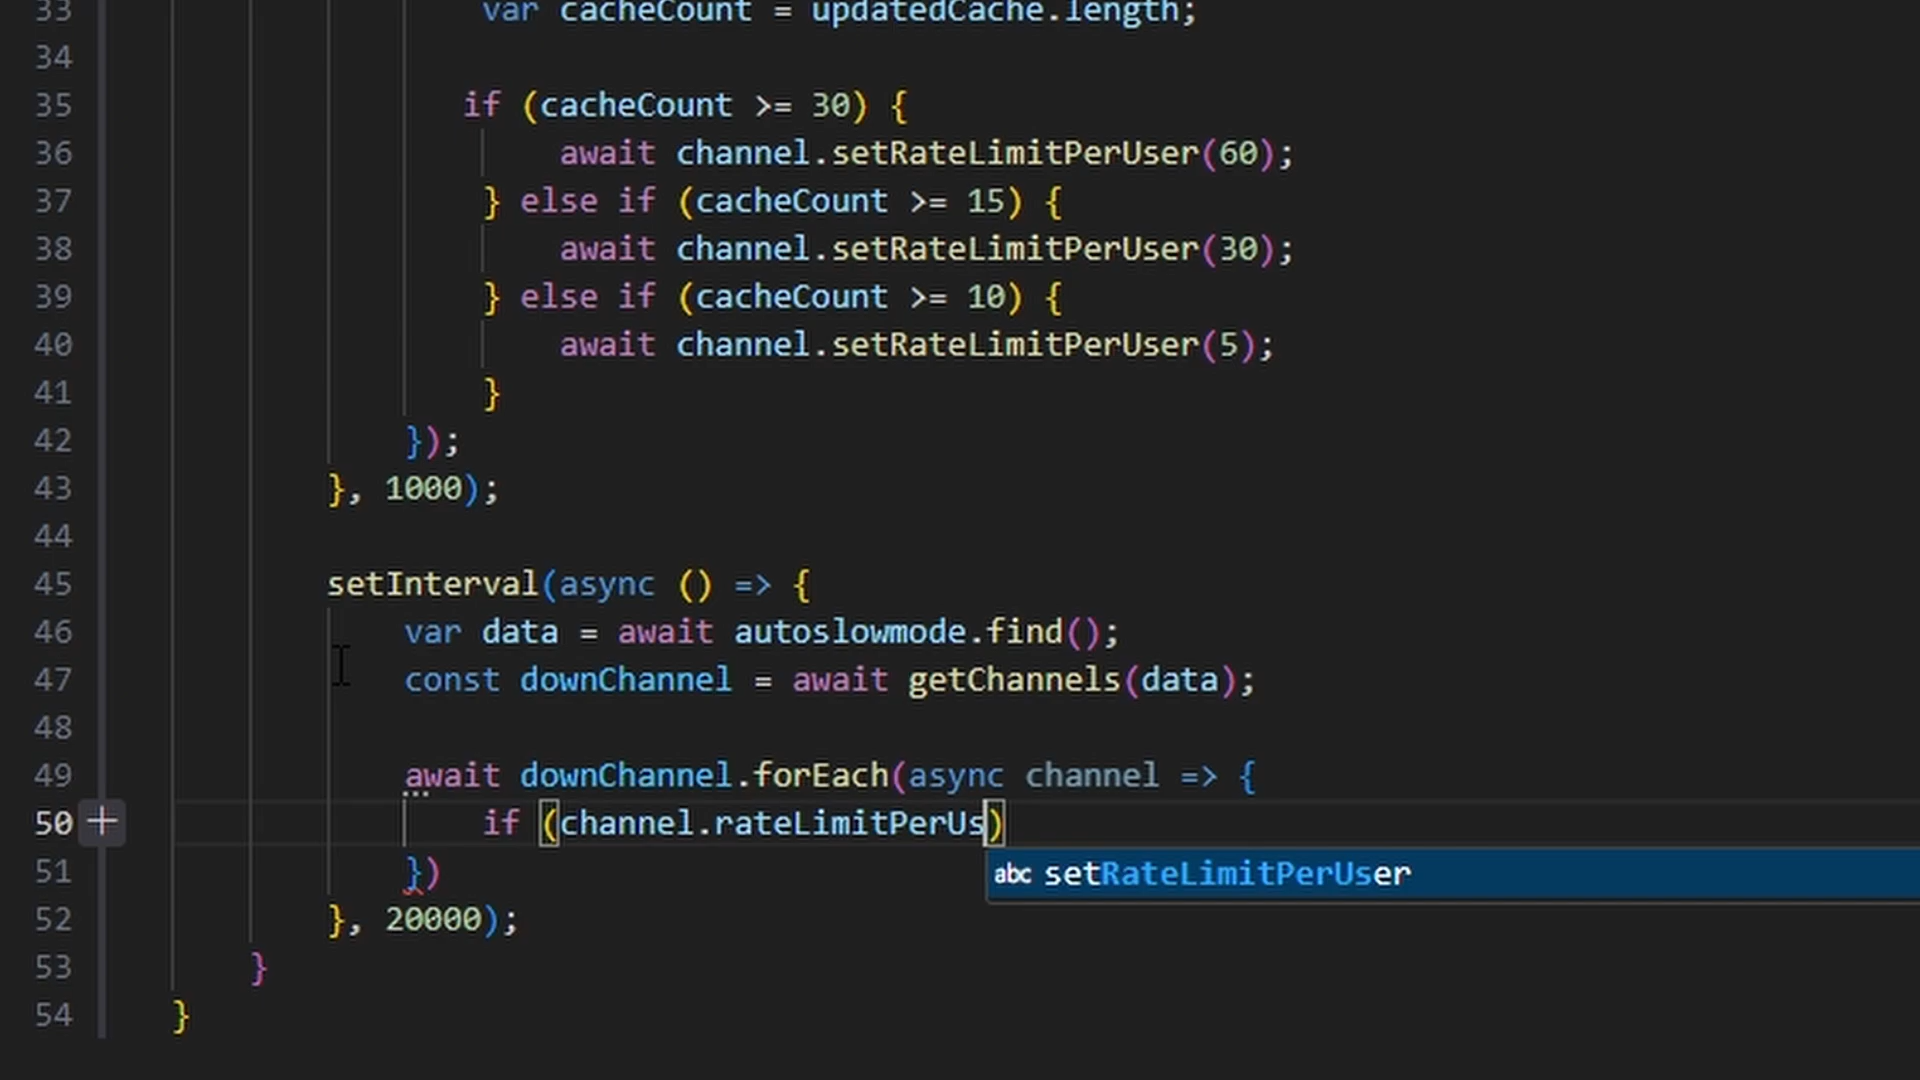 33 var cacheCount = updatedCache.length;
34
35 if (cacheCount >= 30) {
36 await channel.setRateLimitPerUser(60);
37 } else if (cacheCount >= 15) {
38 await channel.setRateLimitPerUser(30);
39 } else if (cacheCount >= 10) {
40 await channel.setRateLimitPerUser(5);
41 }
42 });
43 }, 1000);
44
45 setInterval(async () => {
46 var data = await autoslowmode.find();
47 const downChannel = await getChannels(data);
48
49 await downChannel.forEach(async channel => {
50 if (channel.rateLimitPerUs)
51 })
abc setRateLimitPerUser
52 }, 20000);
53 }
54 }